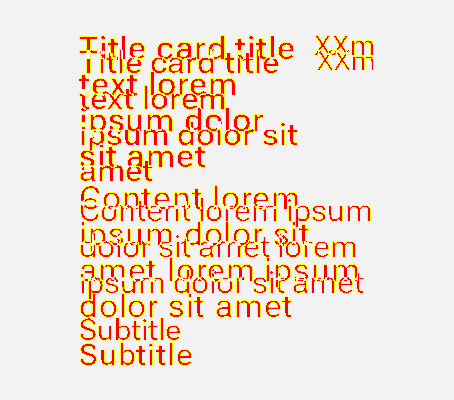 Title card title XXm
Title card title XXm
text lorem
text lorem
ipsum dolor
ipsum dolor sit
sit amet
amet
Content lorem
Content lorem ipsum
ipsum dolor sit
dolor sit amet lorem
amet lorem ipsum
ipsum dolor sit amet
dolor sit amet
Subtitle
Subtitle